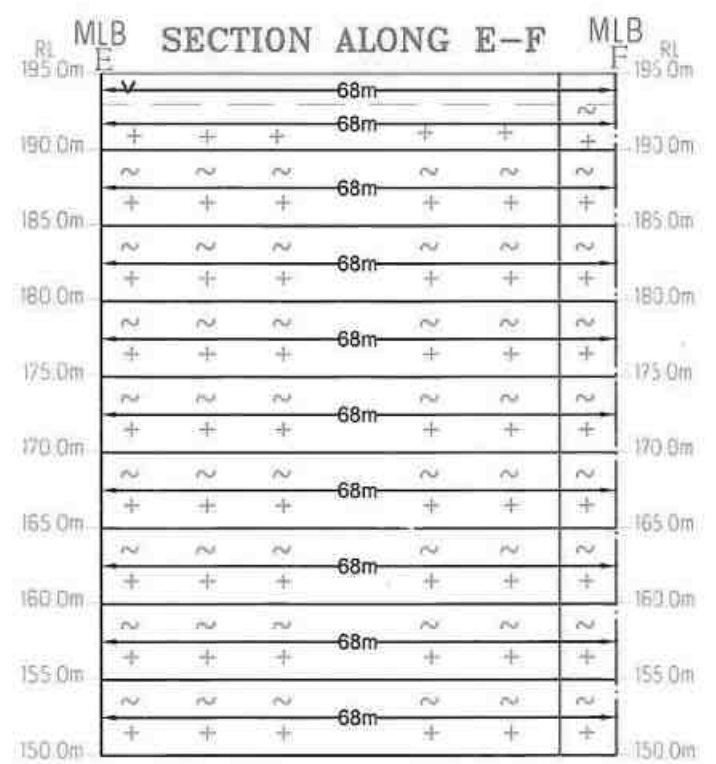 MLB SECTION ALONG E-F MLB
RL E F RL
195.0m 195.0m
68m
68m
190.0m 190.0m
68m
185.0m 185.0m
68m
180.0m 180.0m
68m
175.0m 175.0m
68m
170.0m 170.0m
68m
165.0m 165.0m
68m
160.0m 160.0m
68m
155.0m 155.0m
68m
150.0m 150.0m